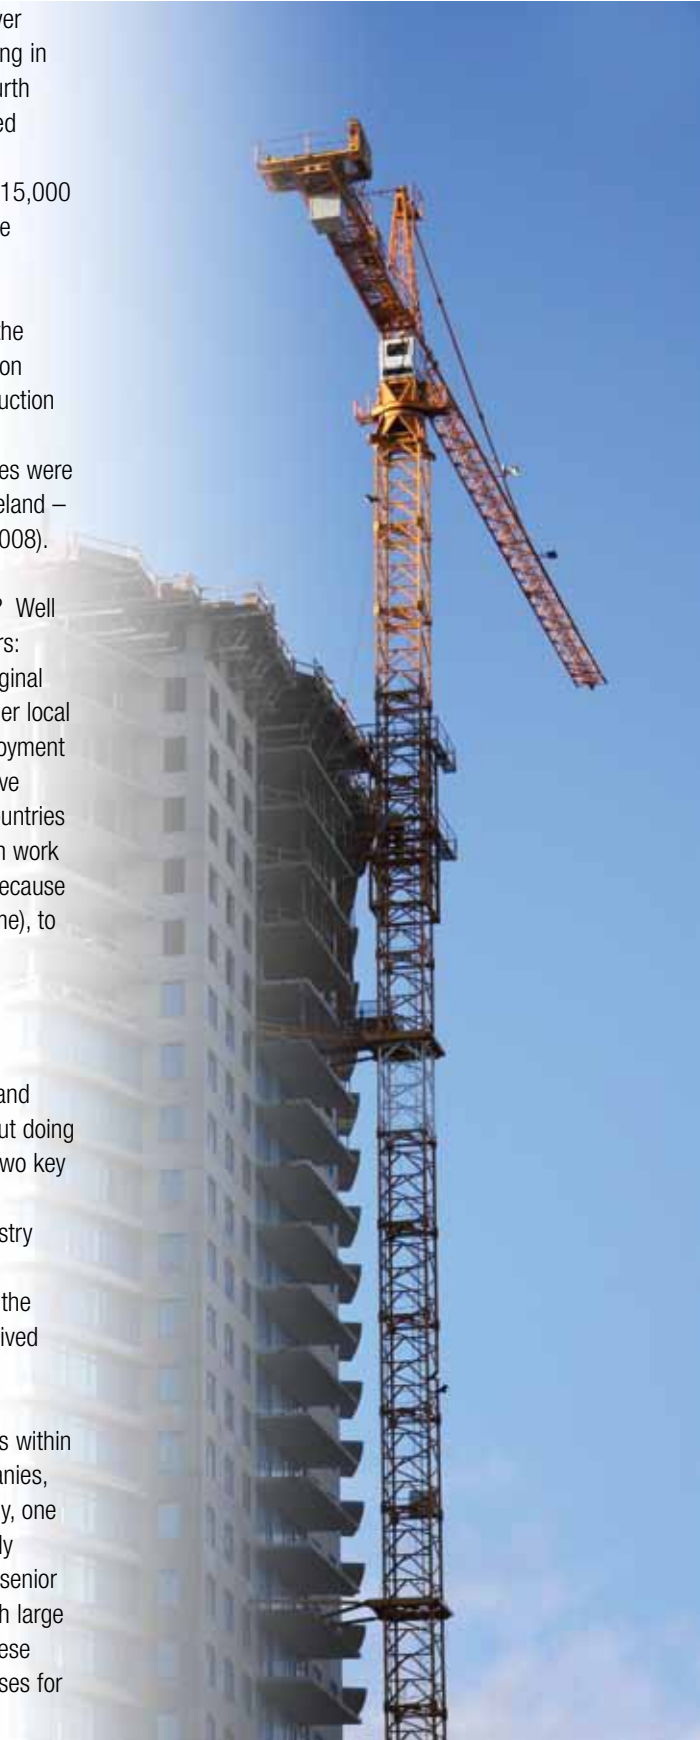 ver
ng in
urth
ed
15,000
e
the
on
uction
es were
eland –
008).
? Well
rs:
ginal
er local
oyment
ve
untries
n work
ecause
ne), to
and
ut doing
wo key
stry
the
ived
s within
anies,
y, one
ly
senior
h large
ese
ses for